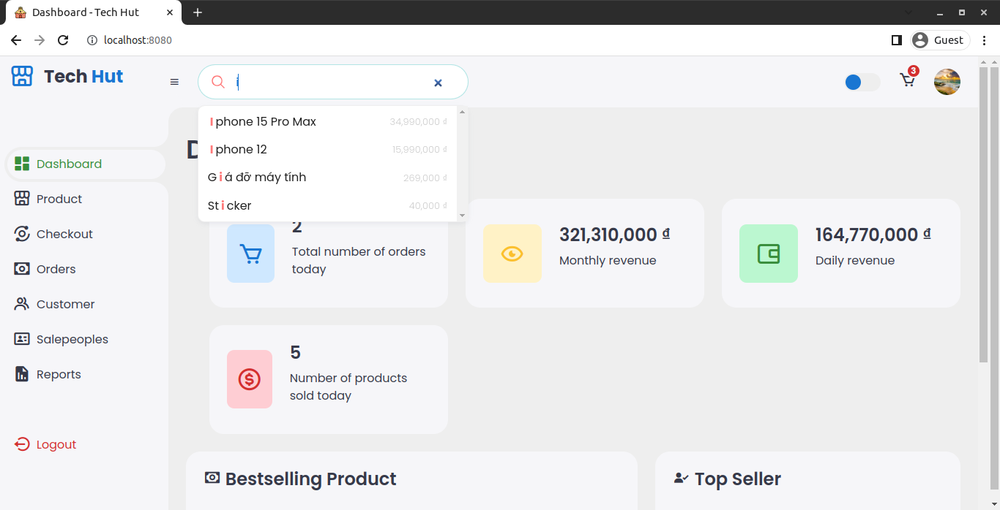 Dashboard - Tech Hut
localhost:8080
Guest
Tech Hut
i
3
Iphone 15 Pro Max 34,990,000 ₫
Iphone 12 15,990,000 ₫
Giá đỡ máy tính 269,000 ₫
Sticker 40,000 ₫
D
Dashboard
Product
Checkout
Orders
Customer
Salepeoples
Reports
Logout
2
Total number of orders
today
321,310,000 ₫
Monthly revenue
164,770,000 ₫
Daily revenue
5
Number of products
sold today
Bestselling Product
Top Seller